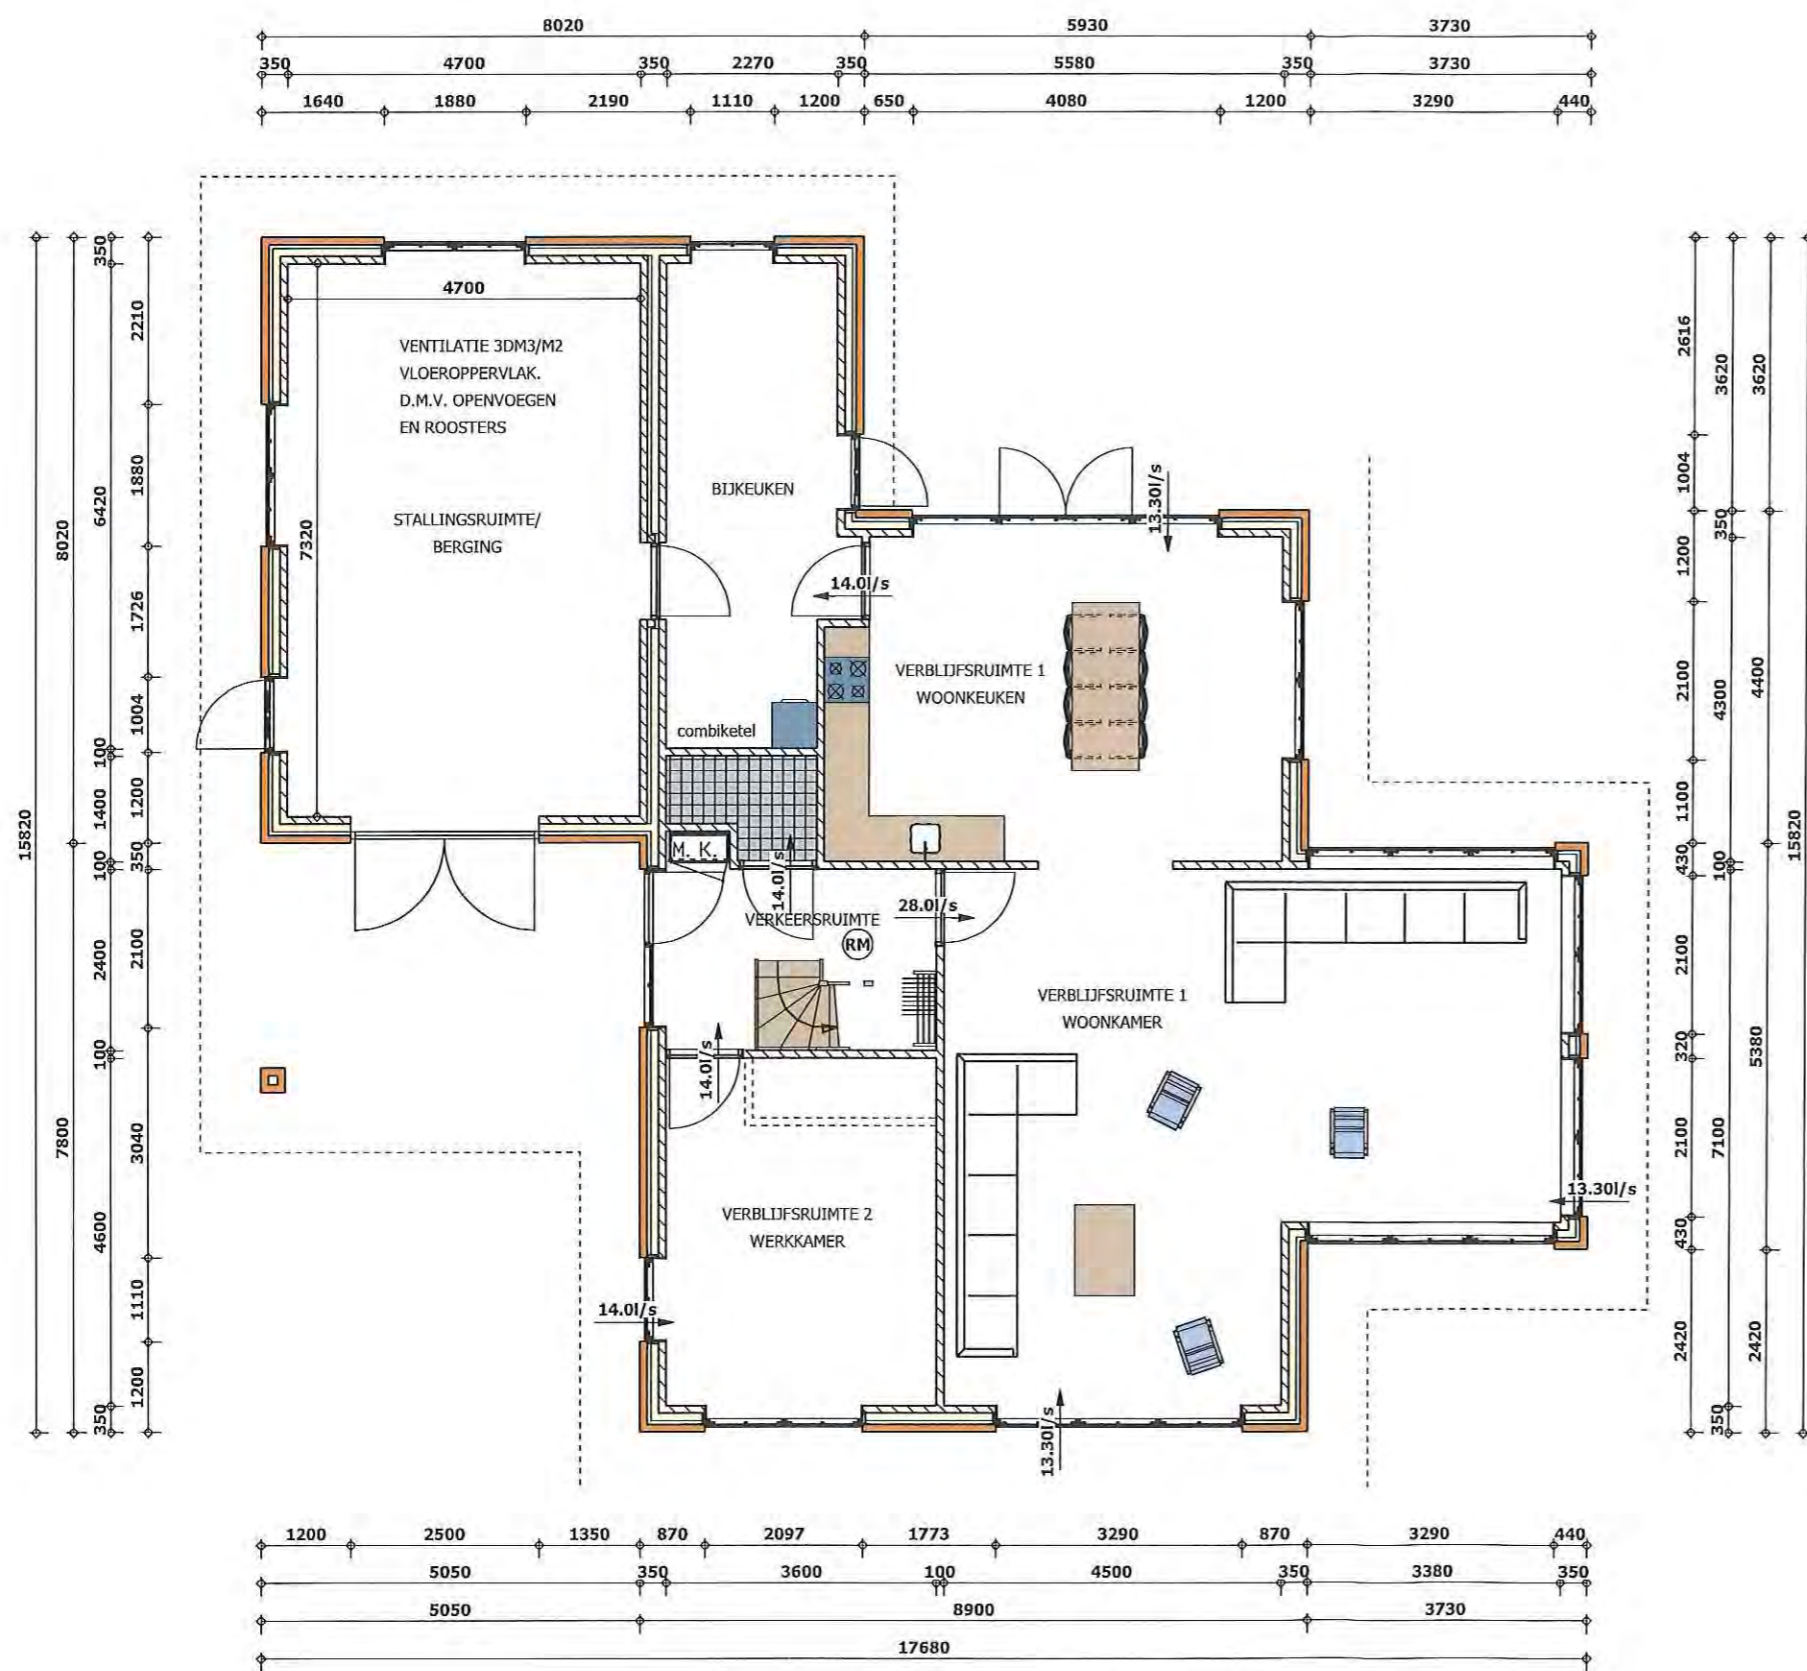 8020 5930 3730
350 4700 350 2270 350 5580 350 3730
1640 1880 2190 1110 1200 650 4080 1200 3290 440
15820
8020 7800
350 6420 100 1400 100 2400 100 4600 350
2210 1880 1726 1004 1200 350 2100 3040 1110 1200
4700
7320
VENTILATIE 3DM3/M2
VLOEROPPERVLAK.
D.M.V. OPENVOEGEN
EN ROOSTERS
STALLINGSRUIMTE/
BERGING
BIJKEUKEN
13.30l/s
14.0l/s
VERBLIJFSRUIMTE 1
WOONKEUKEN
combiketel
M. K.
14.0l/s
VERKEERSRUIMTE
28.0l/s
RM
VERBLIJFSRUIMTE 1
WOONKAMER
14.0l/s
VERBLIJFSRUIMTE 2
WERKKAMER
13.30l/s
14.0l/s
13.30l/s
2616 1004 1200 2100 1100 430 2100 320 2100 430 2420
3620 350 4300 100 7100 350
3620 4400 5380 2420
15820
1200 2500 1350 870 2097 1773 3290 870 3290 440
5050 350 3600 100 4500 350 3380 350
5050 8900 3730
17680